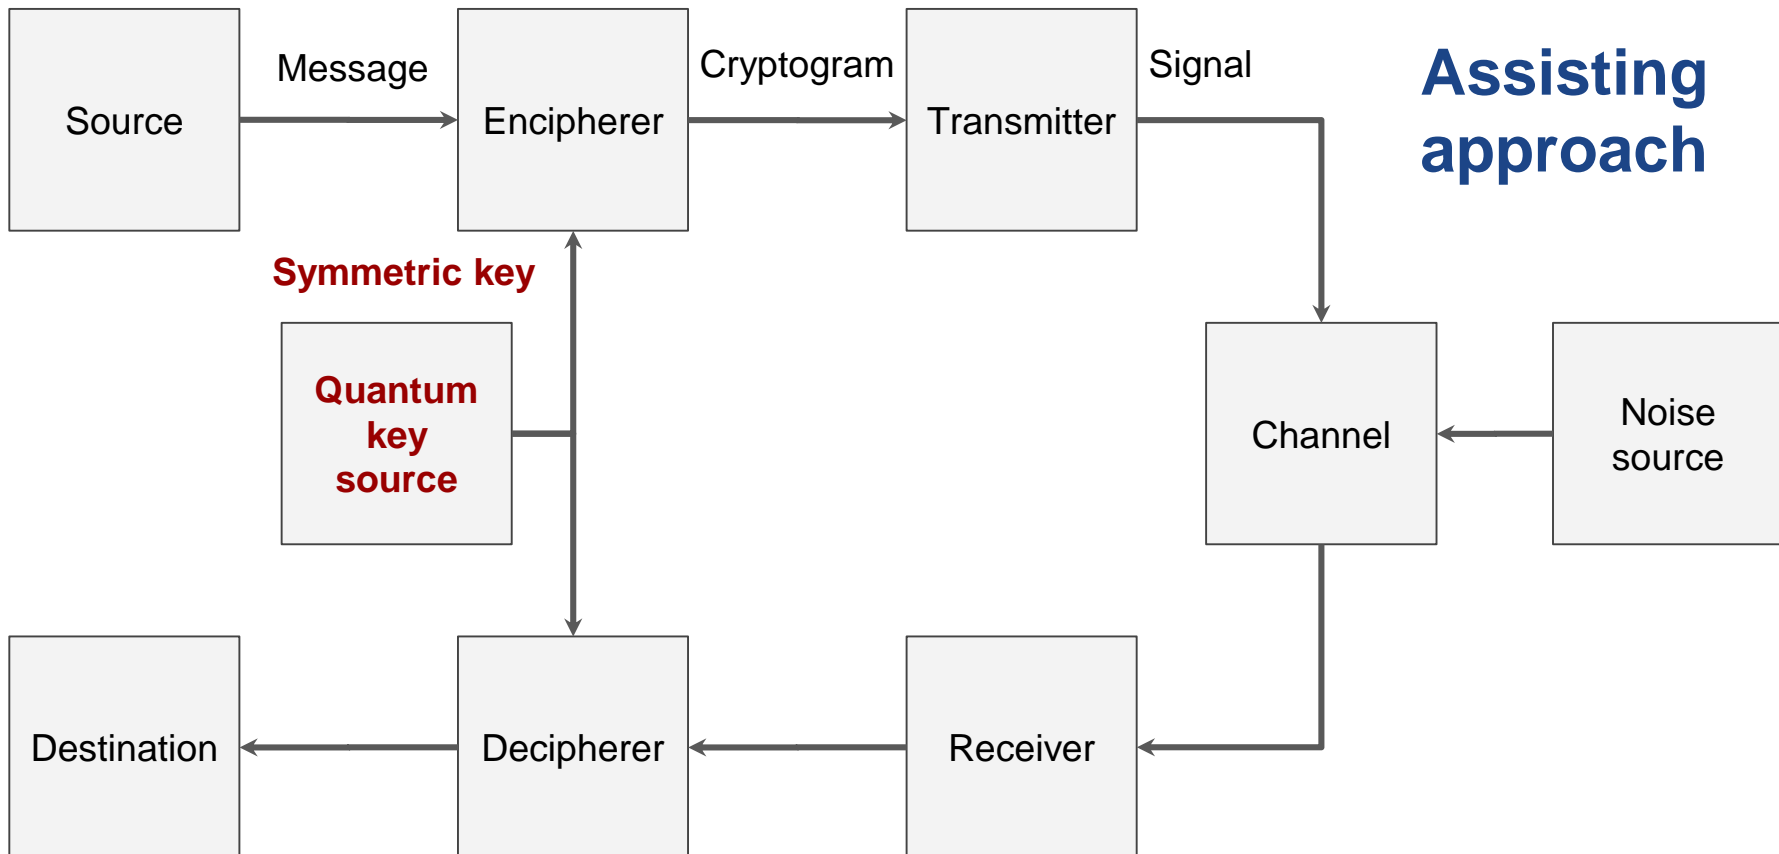 Assisting
approach
Message
Cryptogram
Signal
Source
Encipherer
Transmitter
Symmetric key
Quantum
key
source
Channel
Noise
source
Destination
Decipherer
Receiver